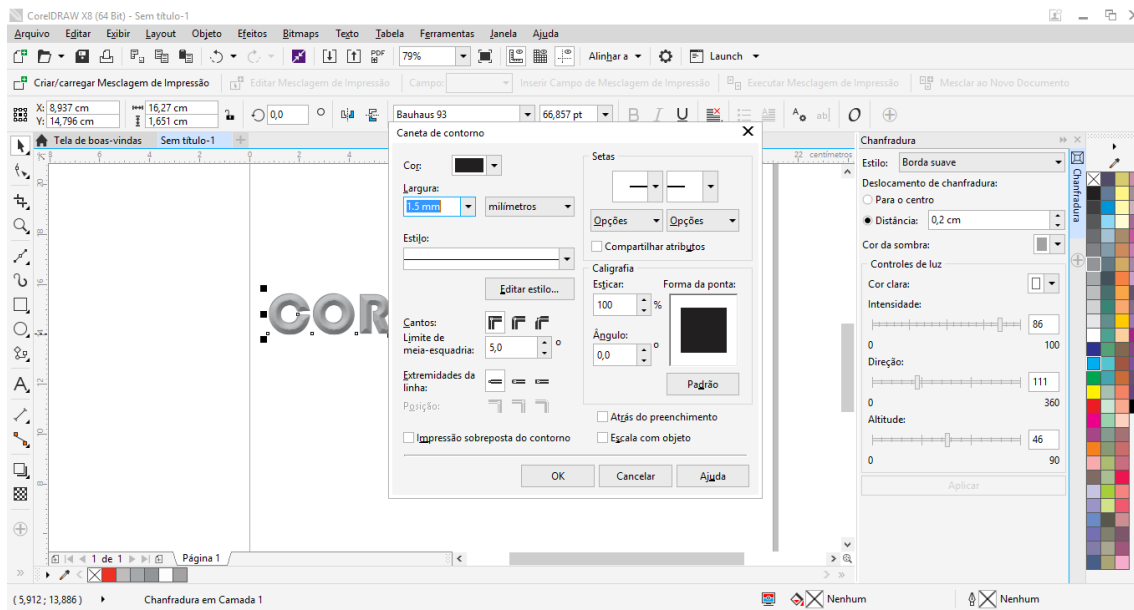 CorelDRAW X8 (64 Bit) - Sem título-1
Arquivo Editar Exibir Layout Objeto Efeitos Bitmaps Texto Tabela Ferramentas Janela Ajuda
PDF 79% Alinhar a Launch
Criar/carregar Mesclagem de Impressão Editar Mesclagem de Impressão Campo Inserir Campo de Mesclagem de Impressão Executar Mesclagem de Impressão Mesclar ao Novo Documento
X: 8,937 cm 16,27 cm 0,0 o Bauhaus 93 66,857 pt B I U A ab O
Y: 14,796 cm 1,651 cm
Tela de boas-vindas Sem título-1
6 4 2 0 2 4 22 centímetros
COR
Caneta de contorno
Cor:
Largura:
1.5 mm milímetros
Estilo:
Editar estilo...
Cantos:
Limite de meia-esquadria: 5,0 o
Extremidades da linha:
Posição:
Impressão sobreposta do contorno
Setas
Opções Opções
Compartilhar atributos
Caligrafia
Esticar: Forma da ponta:
100 %
Ângulo:
0,0 o
Padrão
Atrás do preenchimento
Escala com objeto
OK Cancelar Ajuda
Chanfradura
Estilo: Borda suave
Deslocamento de chanfradura:
Para o centro
Distância: 0,2 cm
Cor da sombra:
Controles de luz
Cor clara:
Intensidade:
86
0 100
Direção:
111
0 360
Altitude:
46
0 90
Aplicar
Chanfradura
1 de 1 Página 1
( 5,912 ; 13,886 ) Chanfradura em Camada 1 Nenhum Nenhum